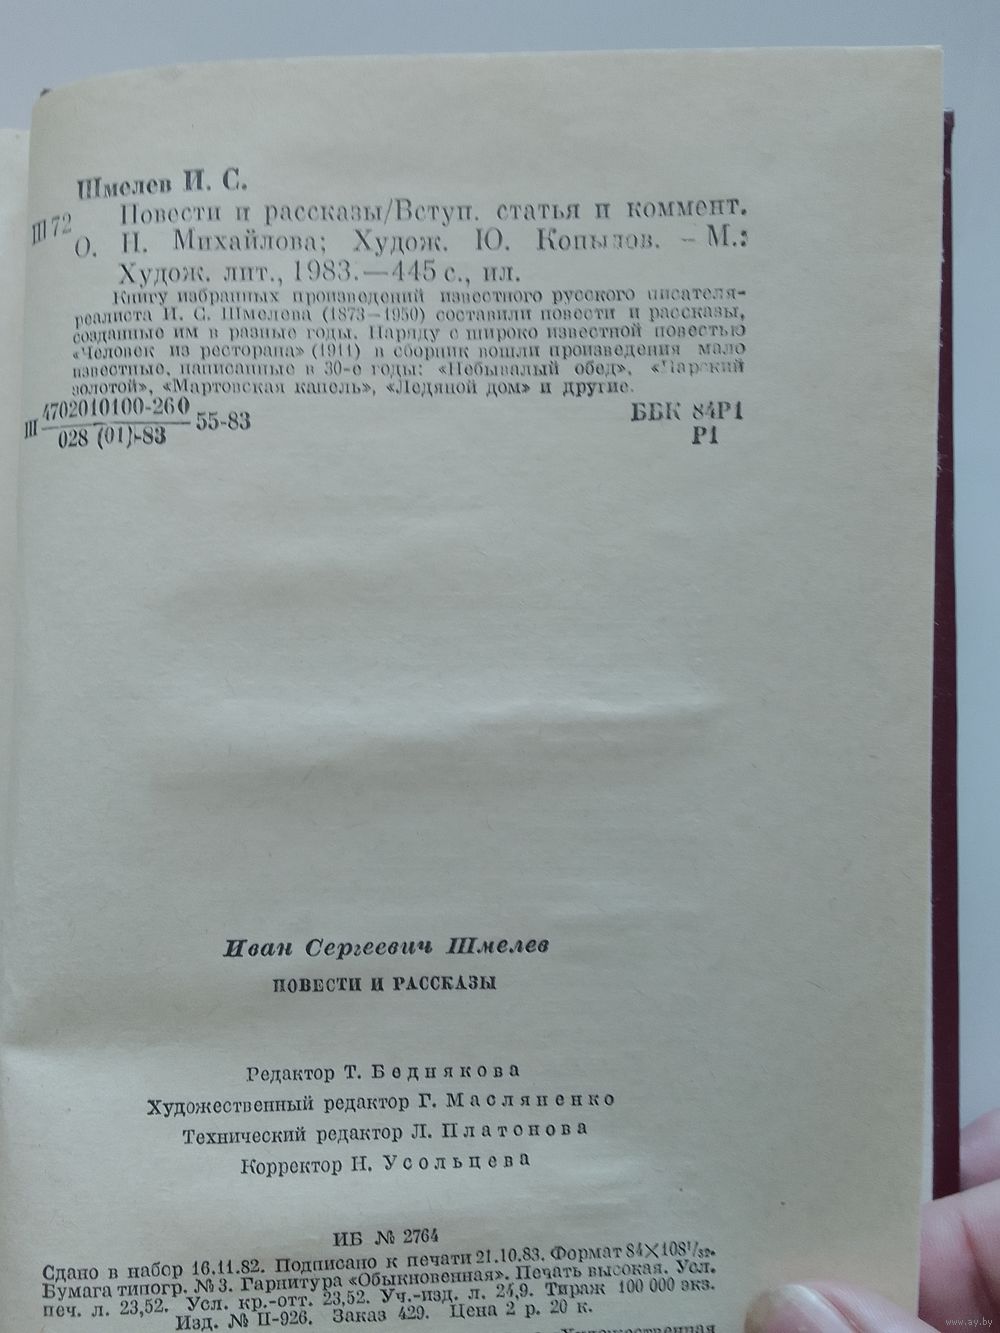 Шмелев И. С.
Ш72 Повести и рассказы/Вступ. статья и коммент.
О. Н. Михайлова; Худож. Ю. Копылов. — М.:
Худож. лит., 1983.—445 с., ил.
Книгу избранных произведений известного русского писателя-
реалиста И. С. Шмелева (1873—1950) составили повести и рассказы,
созданные им в разные годы. Наряду с широко известной повестью
«Человек из ресторана» (1911) в сборник вошли произведения мало
известные, написанные в 30-е годы: «Небывалый обед», «Царский
золотой», «Мартовская капель», «Ледяной дом» и другие.
Ш 4702010100-260 55-83 ББК 84Р1
028 (01)-83 Р1
Иван Сергеевич Шмелев
ПОВЕСТИ И РАССКАЗЫ
Редактор Т. Беднякова
Художественный редактор Г. Масляненко
Технический редактор Л. Платонова
Корректор Н. Усольцева
ИБ № 2764
Сдано в набор 16.11.82. Подписано к печати 21.10.83. Формат 84×108¹/₃₂.
Бумага типогр. № 3. Гарнитура «Обыкновенная». Печать высокая. Усл.
печ. л. 23,52. Усл. кр.-отт. 23,52. Уч.-изд. л. 24,9. Тираж 100 000 экз.
Изд. № II-926. Заказ 429. Цена 2 р. 20 к.
Художественная
www.ay.by